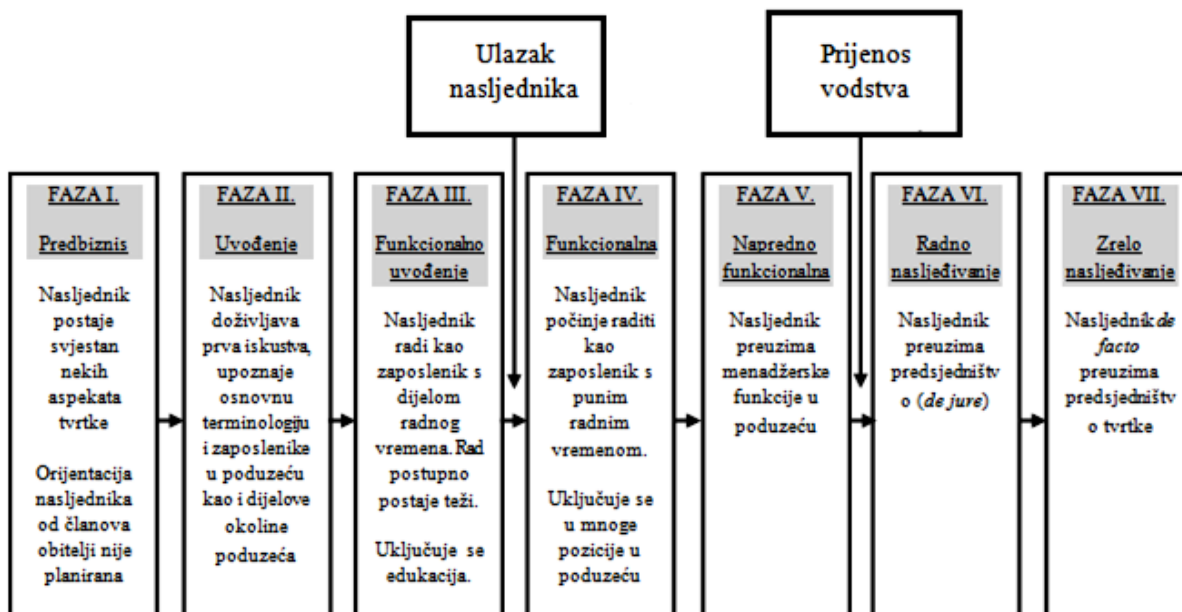 Ulazak
nasljednika
Prijenos
vodstva
FAZA I.
Predbiznis
Nasljednik
postaje
svjestan
nekih
aspekata
tvrtke
Orijentacija
nasljednika
od članova
obitelji nije
planirana
FAZA II.
Uvođenje
Nasljednik
doživljava
prva iskustva,
upoznaje
osnovnu
terminologiju
i zaposlenike
u poduzeću
kao i dijelove
okoline
poduzeća
FAZA III.
Funkcionalno
uvođenje
Nasljednik
radi kao
zaposlenik s
dijelom
radnog
vremena. Rad
postupno
postaje teži.
Uključuje se
edukacija.
FAZA IV.
Funkcionalna
Nasljednik
počinje raditi
kao
zaposlenik s
punim
radnim
vremenom.
Uključuje se
u mnoge
pozicije u
poduzeću
FAZA V.
Napredno
funkcionalna
Nasljednik
preuzima
menadžerske
funkcije u
poduzeću
FAZA VI.
Radno
nasljeđivanje
Nasljednik
preuzima
predsjedništv
o (de jure)
FAZA VII.
Zrelo
nasljeđivanje
Nasljednik de
facto
preuzima
predsjedništv
o tvrtke